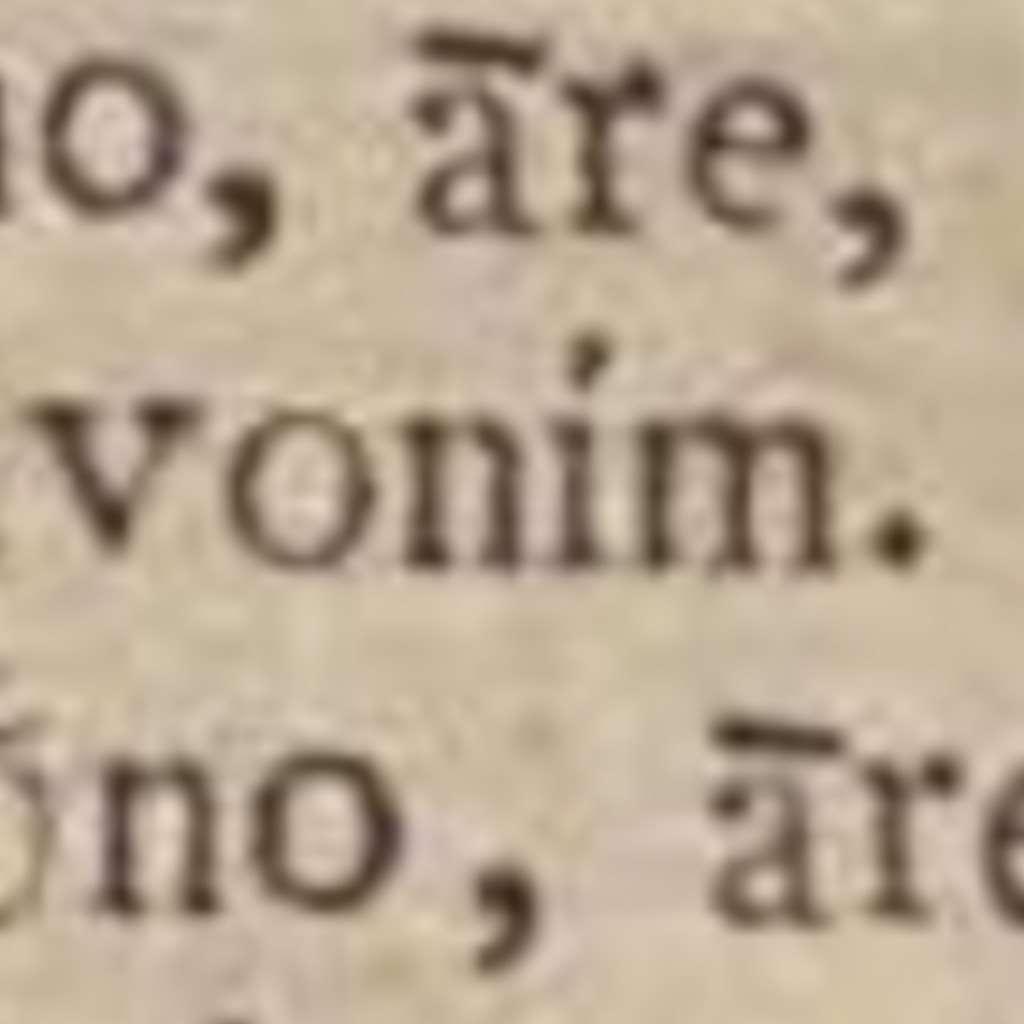 o, āre,
vonim.
no, āre